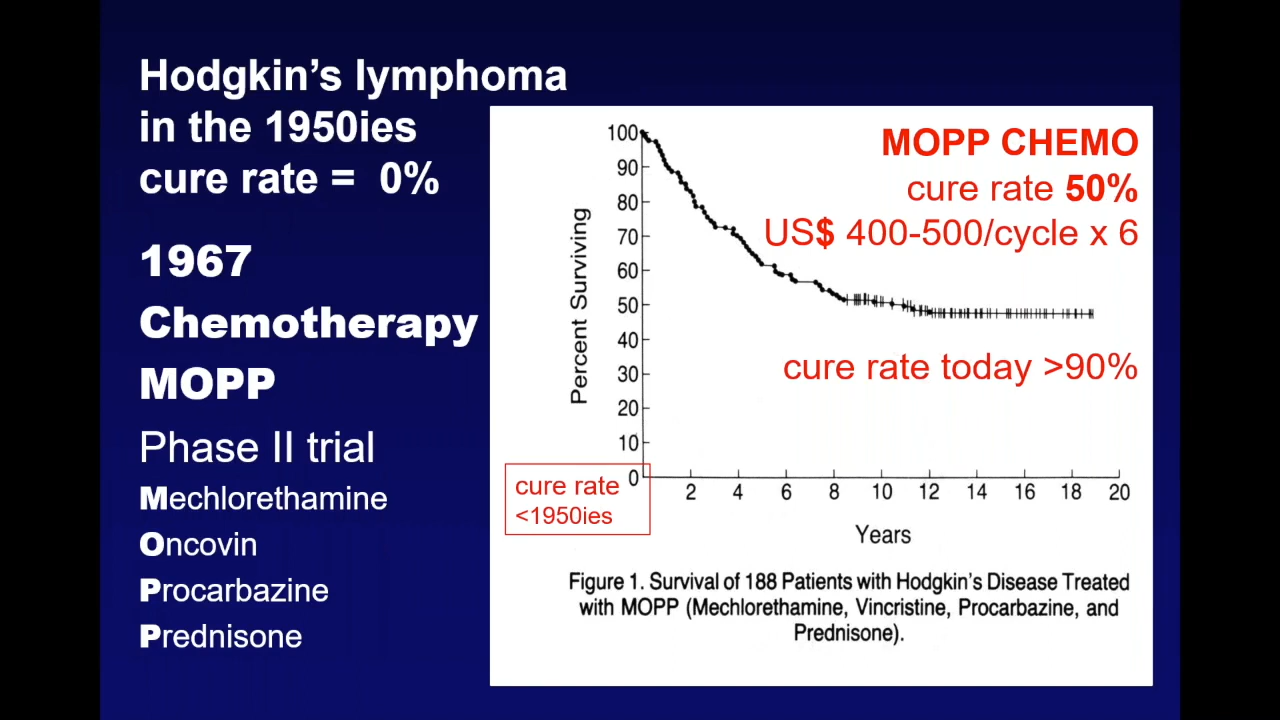 Hodgkin’s lymphoma
in the 1950ies
cure rate = 0%
1967
Chemotherapy
MOPP
Phase II trial
Mechlorethamine
Oncovin
Procarbazine
Prednisone
MOPP CHEMO
cure rate 50%
US$ 400-500/cycle x 6
cure rate today >90%
Percent Surviving
100
90
80
70
60
50
40
30
20
10
0
cure rate
<1950ies
2 4 6 8 10 12 14 16 18 20
Years
Figure 1. Survival of 188 Patients with Hodgkin's Disease Treated
with MOPP (Mechlorethamine, Vincristine, Procarbazine, and
Prednisone).